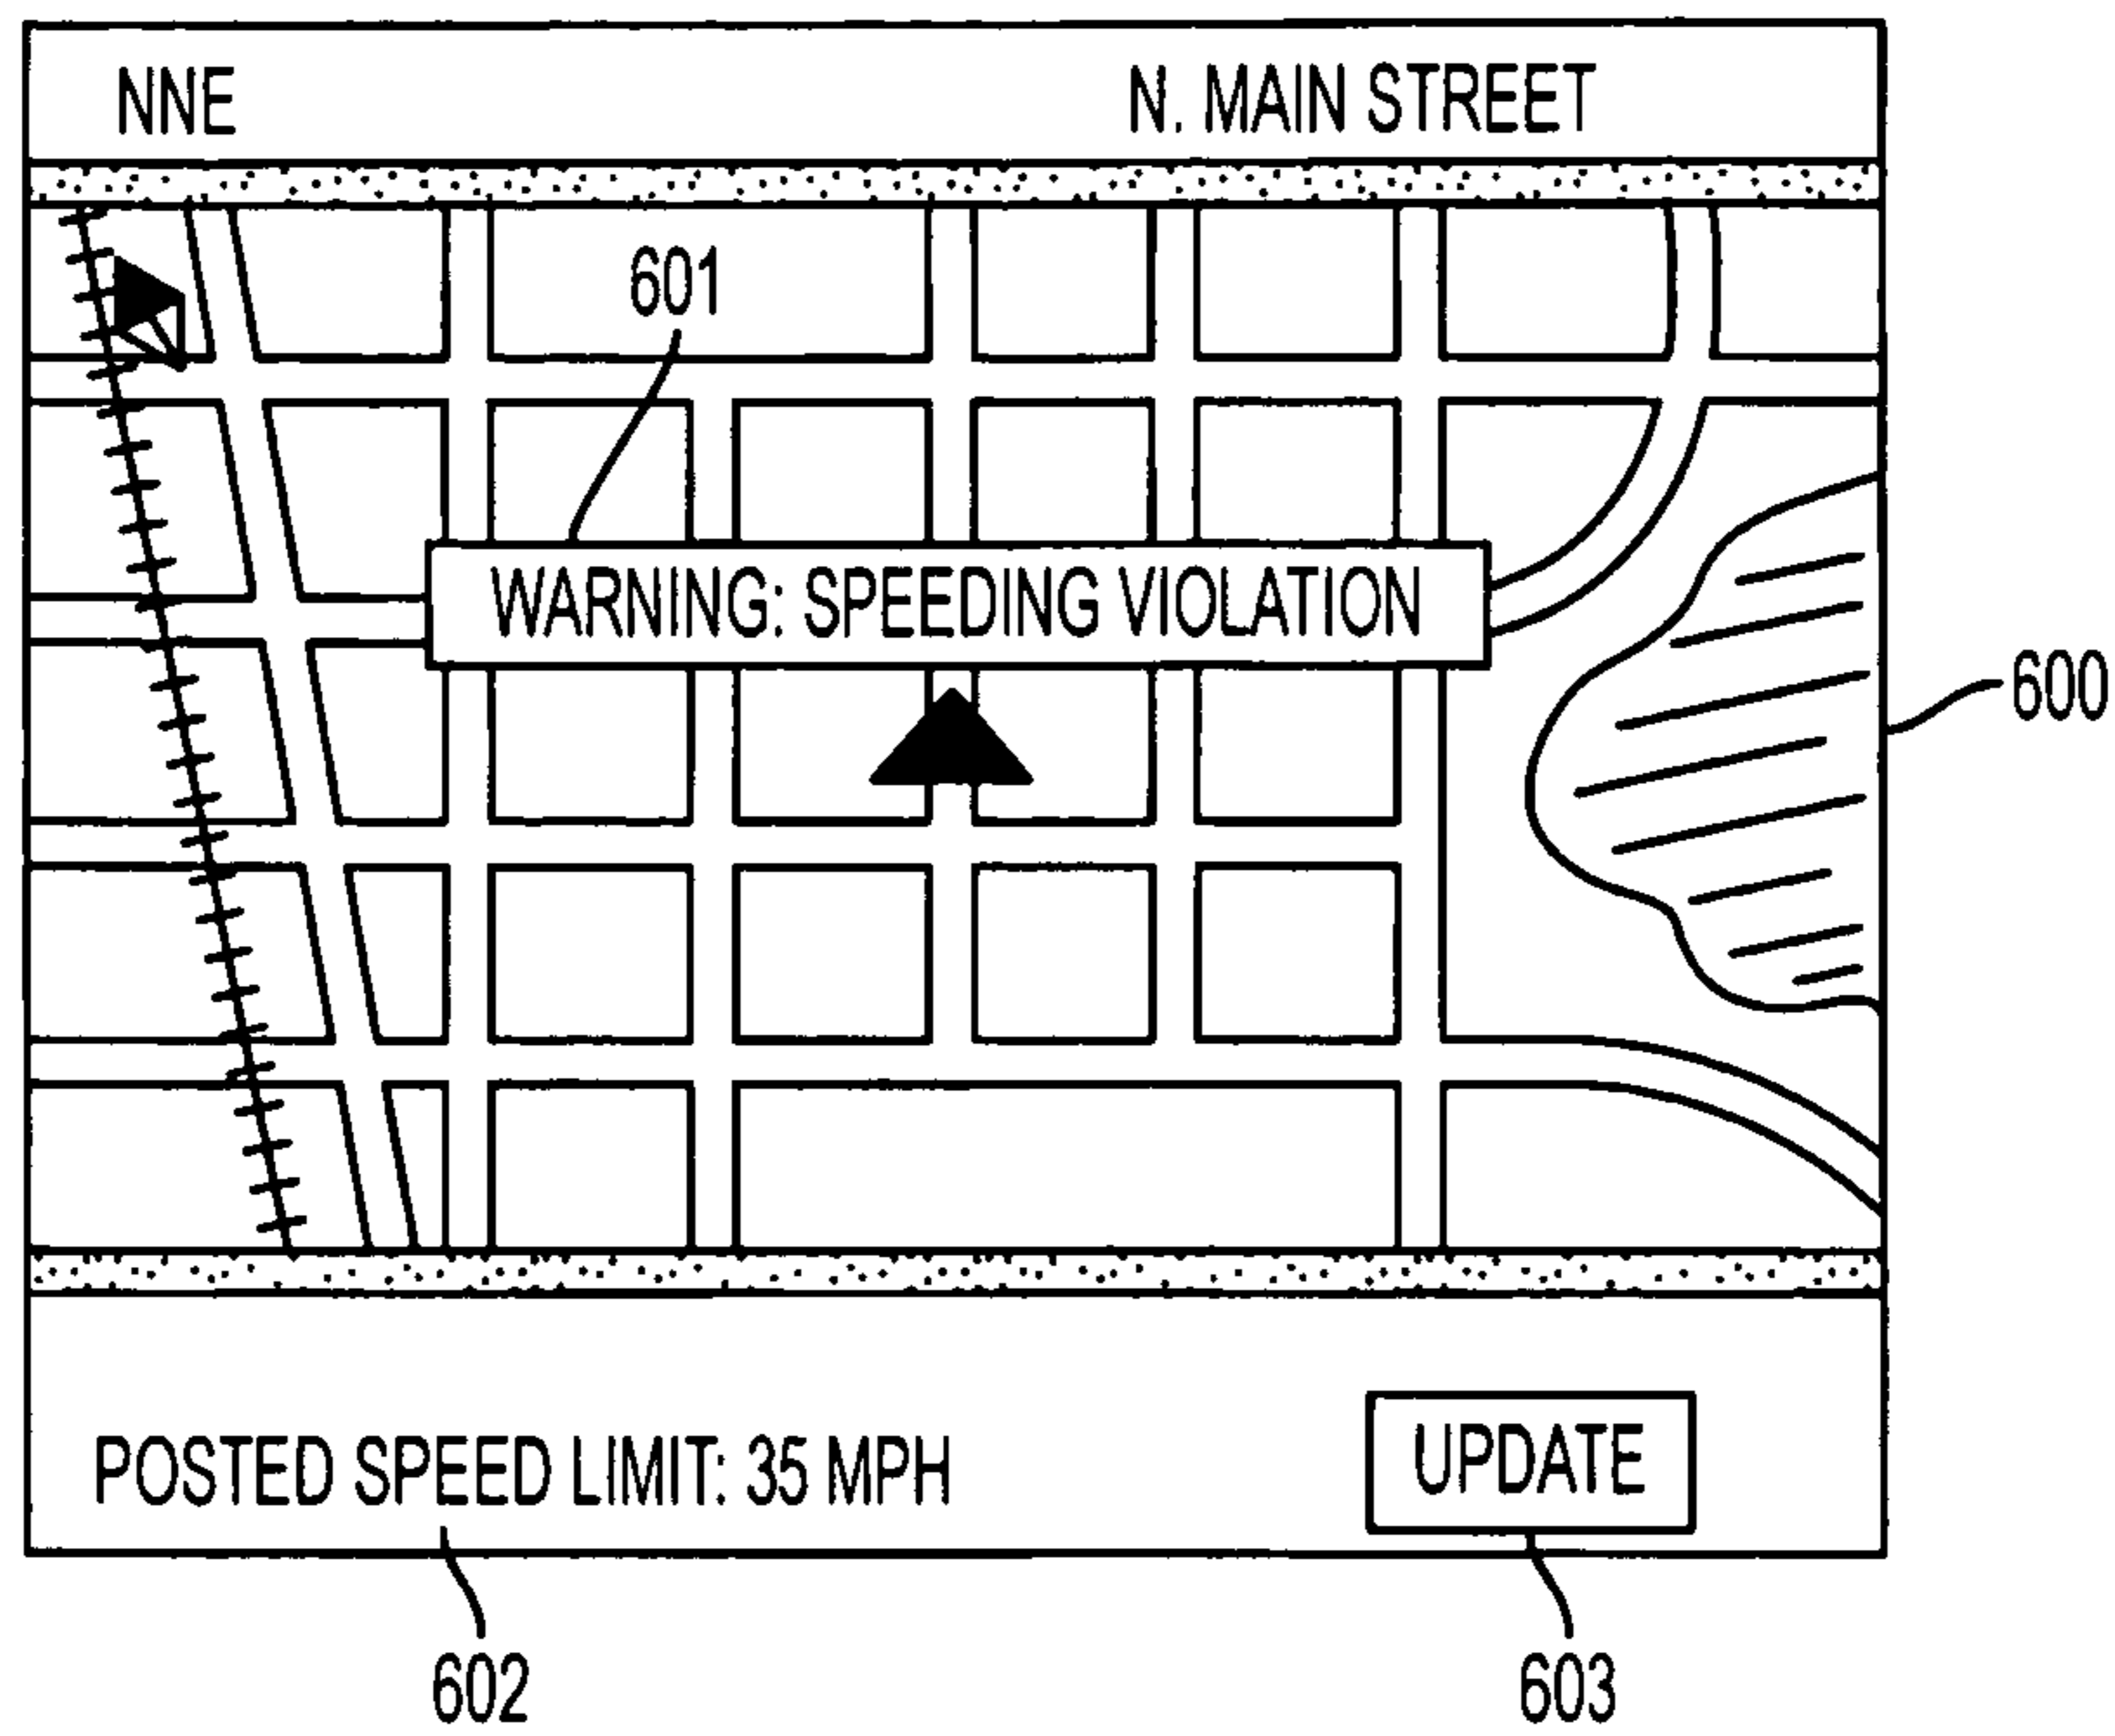 NNE
N. MAIN STREET
601
WARNING: SPEEDING VIOLATION
600
POSTED SPEED LIMIT: 35 MPH
UPDATE
602
603